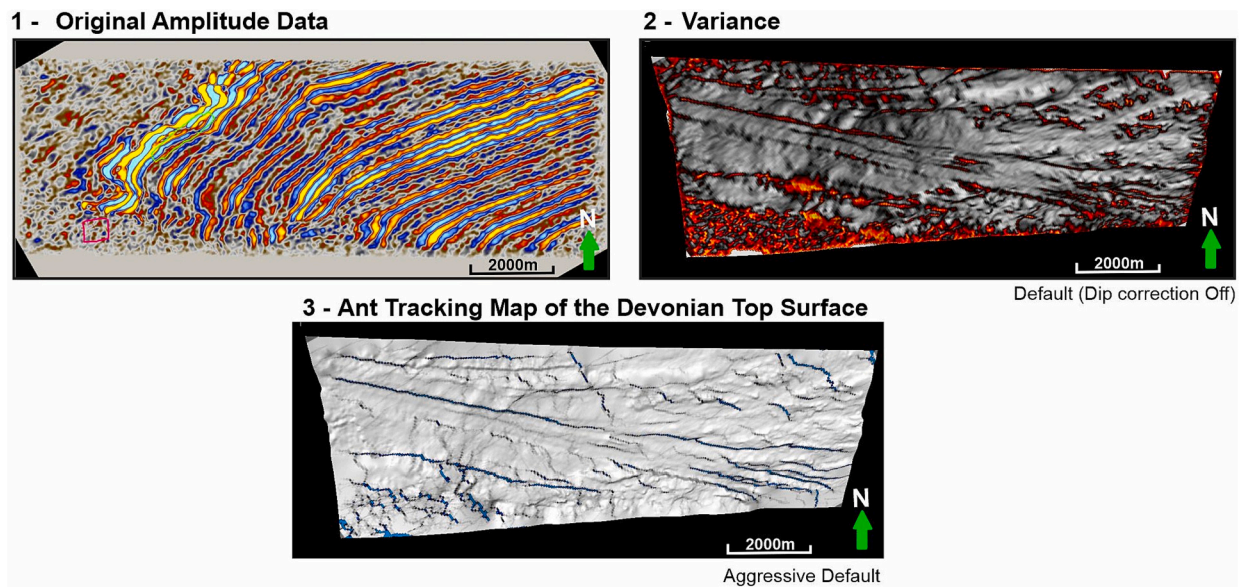 1 - Original Amplitude Data
2 - Variance
N
2000m
N
2000m
Default (Dip correction Off)
3 - Ant Tracking Map of the Devonian Top Surface
N
2000m
Aggressive Default